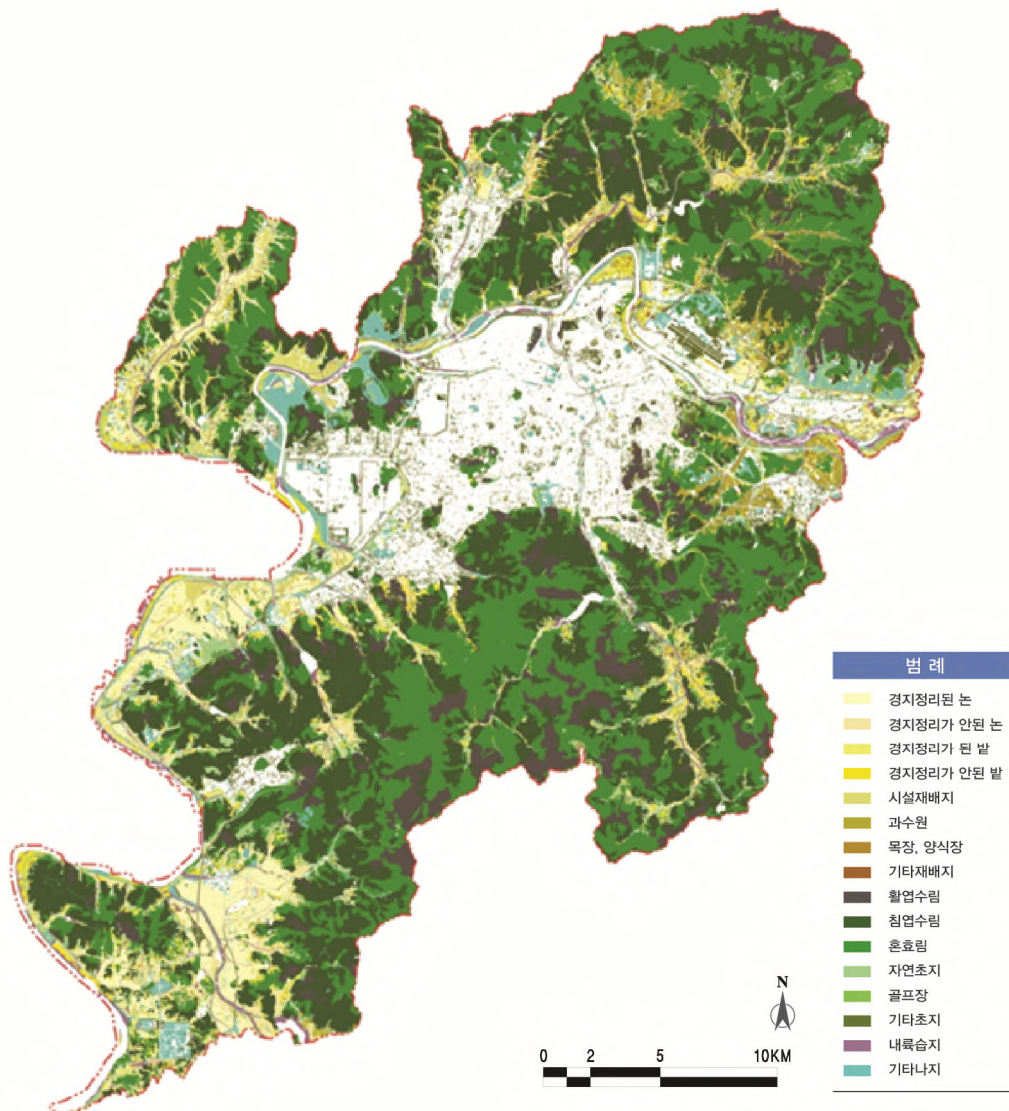 범 례
경지정리된 논
경지정리가 안된 논
경지정리가 된 밭
경지정리가 안된 밭
시설재배지
과수원
목장, 양식장
기타재배지
활엽수림
침엽수림
혼효림
자연초지
골프장
기타초지
내륙습지
기타나지
N
0 2 5 10KM